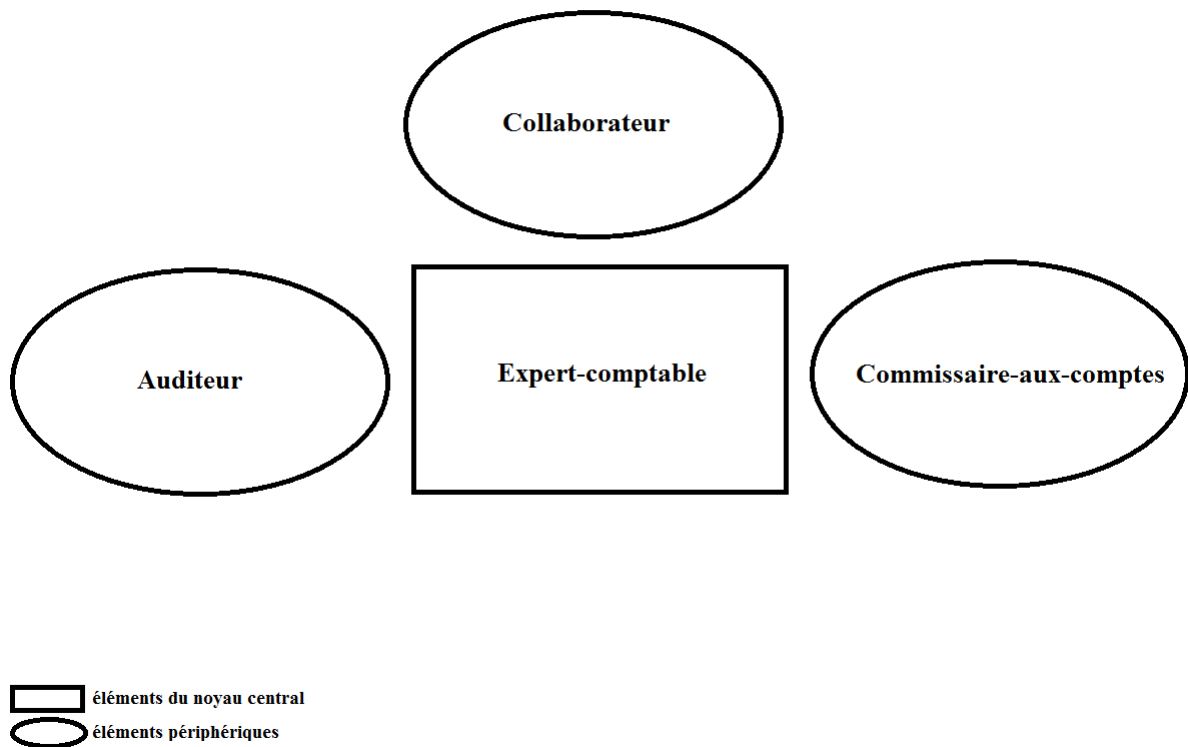 Collaborateur
Auditeur
Expert-comptable
Commissaire-aux-comptes
éléments du noyau central
éléments périphériques